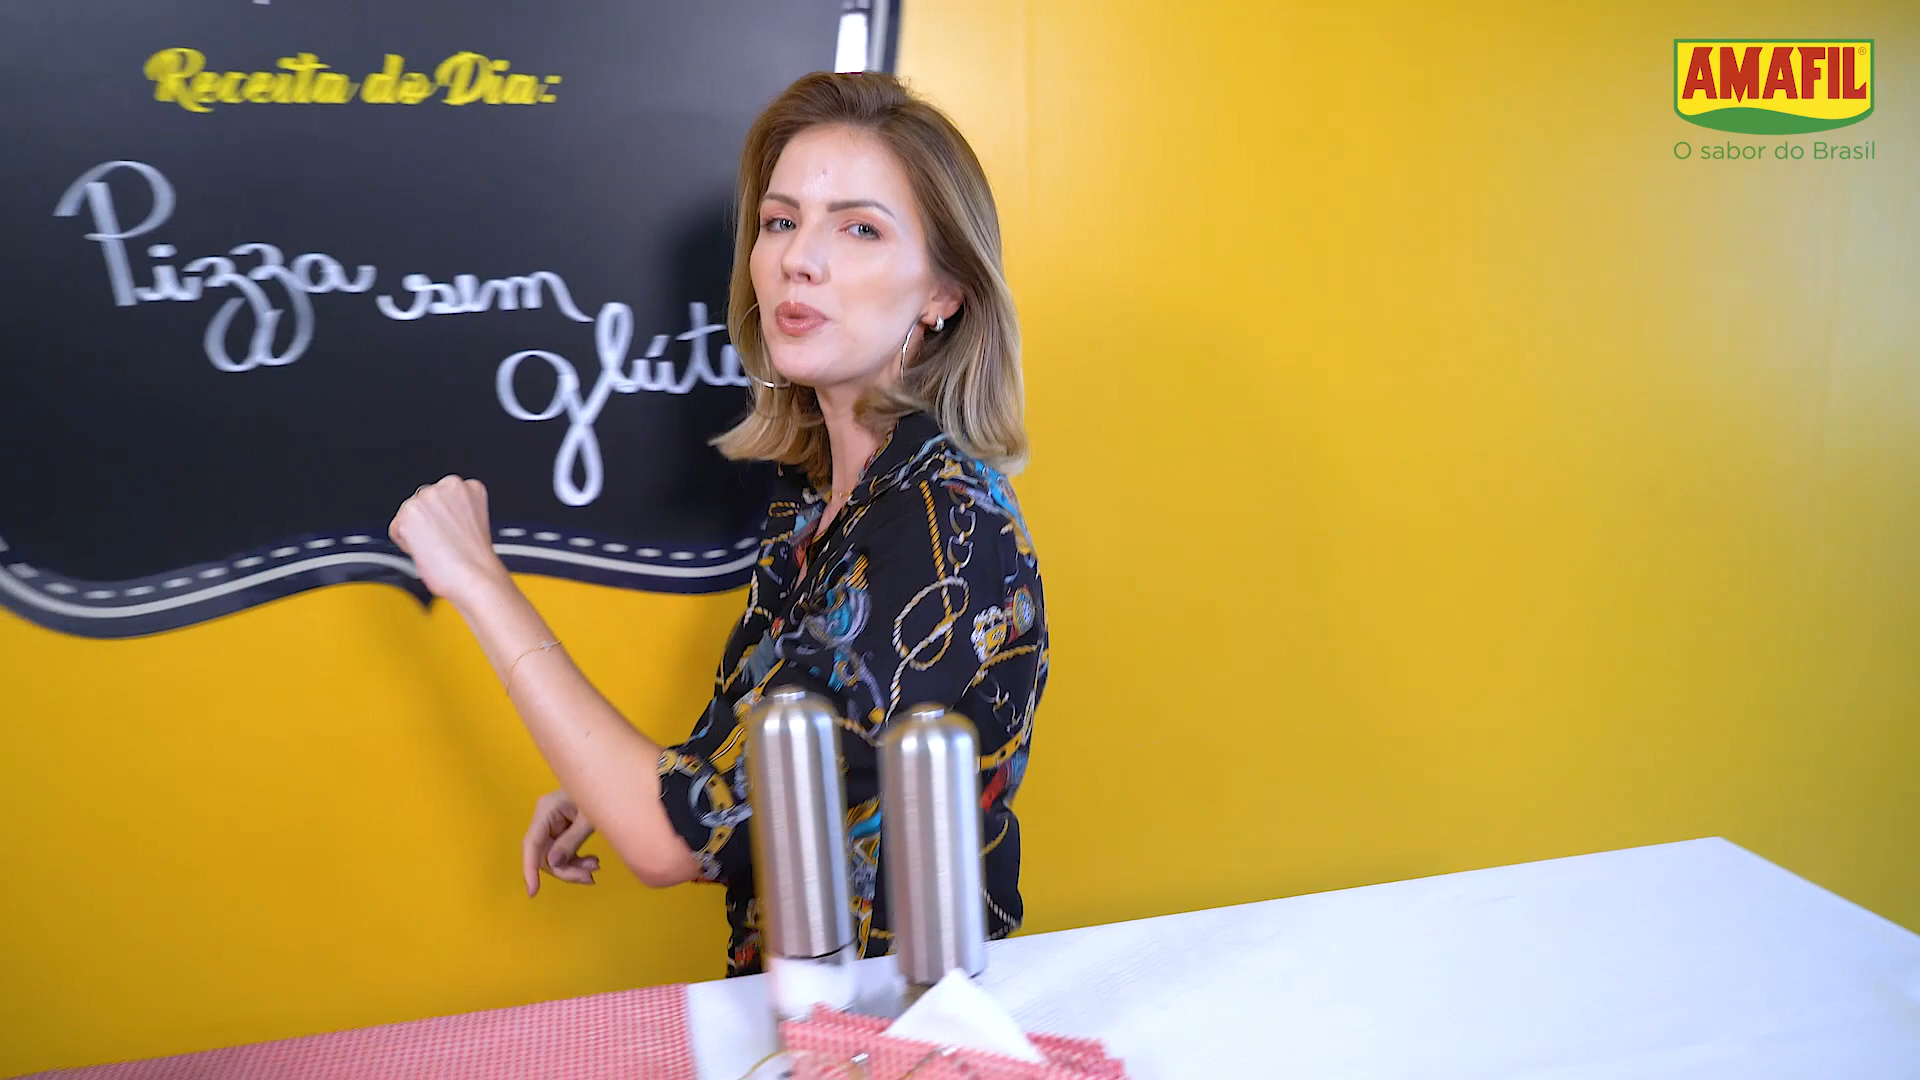 Receita do Dia:
Pizza sem
glúte
AMAFIL®
O sabor do Brasil